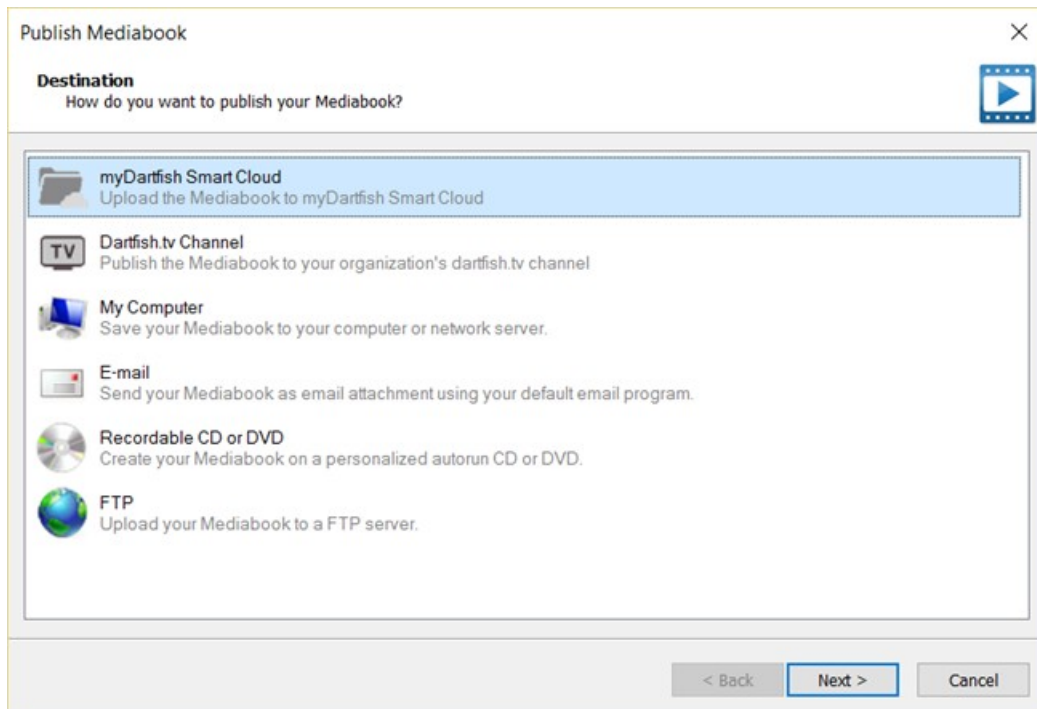 Publish Mediabook
Destination
How do you want to publish your Mediabook?
myDartfish Smart Cloud
Upload the Mediabook to myDartfish Smart Cloud
TV
Dartfish.tv Channel
Publish the Mediabook to your organization's dartfish.tv channel
My Computer
Save your Mediabook to your computer or network server.
E-mail
Send your Mediabook as email attachment using your default email program.
Recordable CD or DVD
Create your Mediabook on a personalized autorun CD or DVD.
FTP
Upload your Mediabook to a FTP server.
< Back Next > Cancel